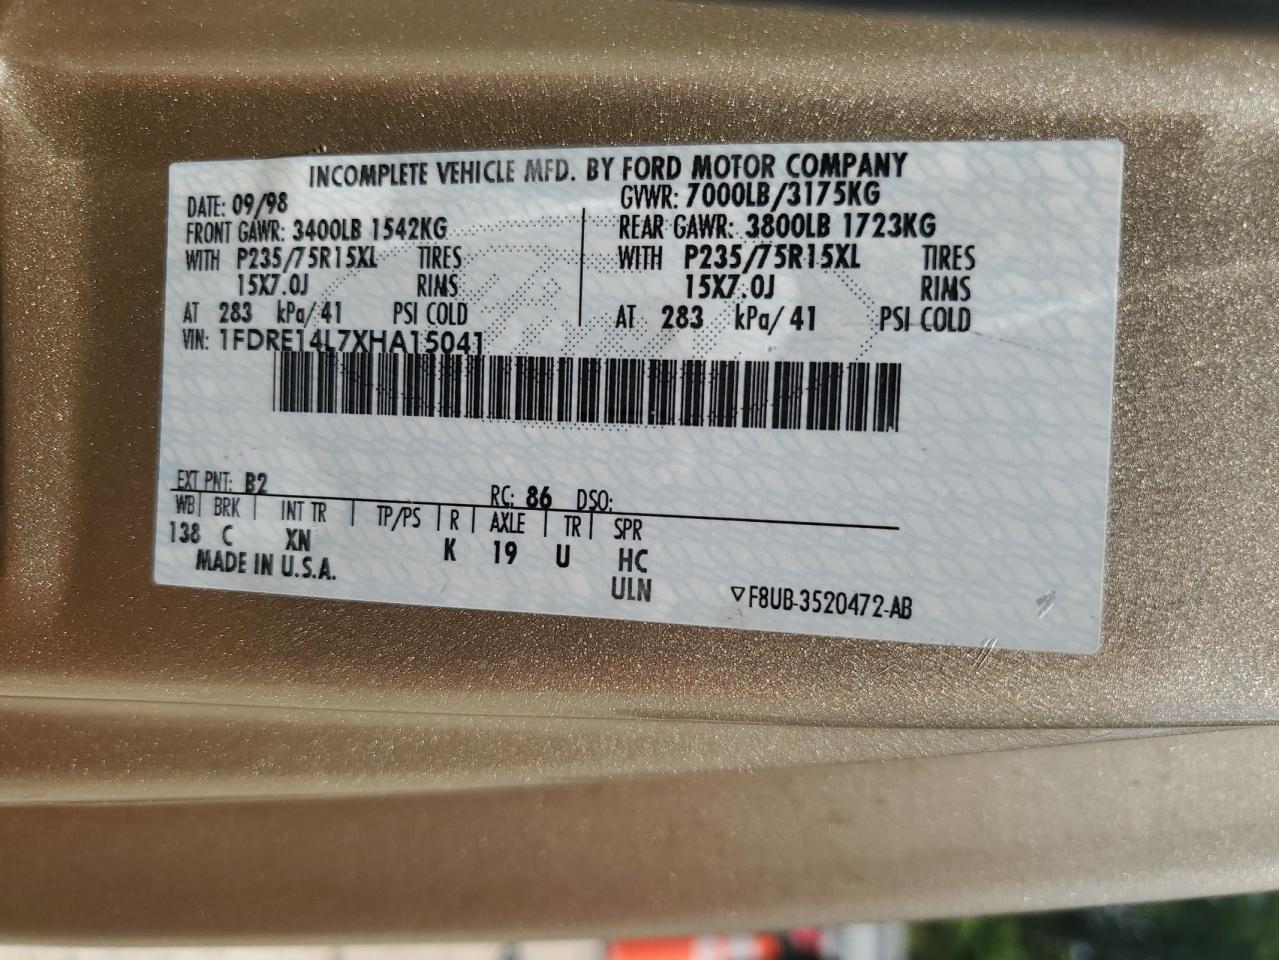 INCOMPLETE VEHICLE MFD. BY FORD MOTOR COMPANY
DATE: 09/98 GVWR: 7000LB/3175KG
FRONT GAWR: 3400LB 1542KG REAR GAWR: 3800LB 1723KG
WITH P235/75R15XL TIRES WITH P235/75R15XL TIRES
15X7.0J RIMS 15X7.0J RIMS
AT 283 kPa/41 PSI COLD AT 283 kPa/41 PSI COLD
VIN: 1FDRE14L7XHA15041
EXT PNT: B2 RC: 86 DSO:
WB BRK INT TR TP/PS R AXLE TR SPR
138 C XN K 19 U HC
MADE IN U.S.A. ULN
▽F8UB-3520472-AB